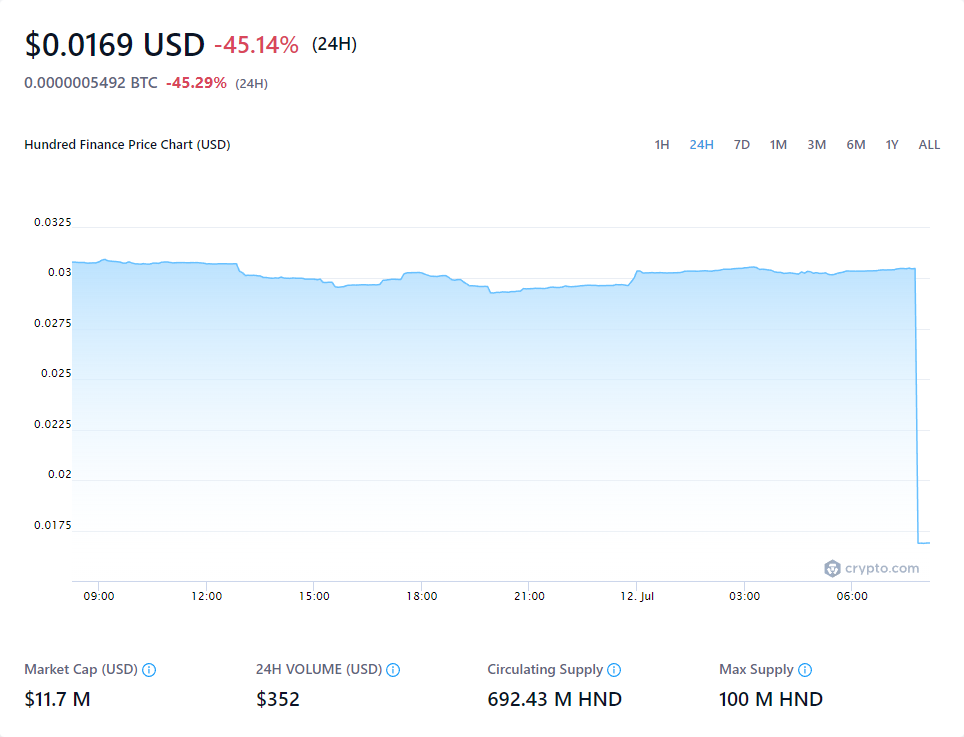 $0.0169 USD -45.14% (24H)
0.0000005492 BTC -45.29% (24H)
Hundred Finance Price Chart (USD) 1H 24H 7D 1M 3M 6M 1Y ALL
0.0325
0.03
0.0275
0.025
0.0225
0.02
0.0175
crypto.com
09:00 12:00 15:00 18:00 21:00 12. Jul 03:00 06:00
Market Cap (USD) 24H VOLUME (USD) Circulating Supply Max Supply
$11.7 M $352 692.43 M HND 100 M HND